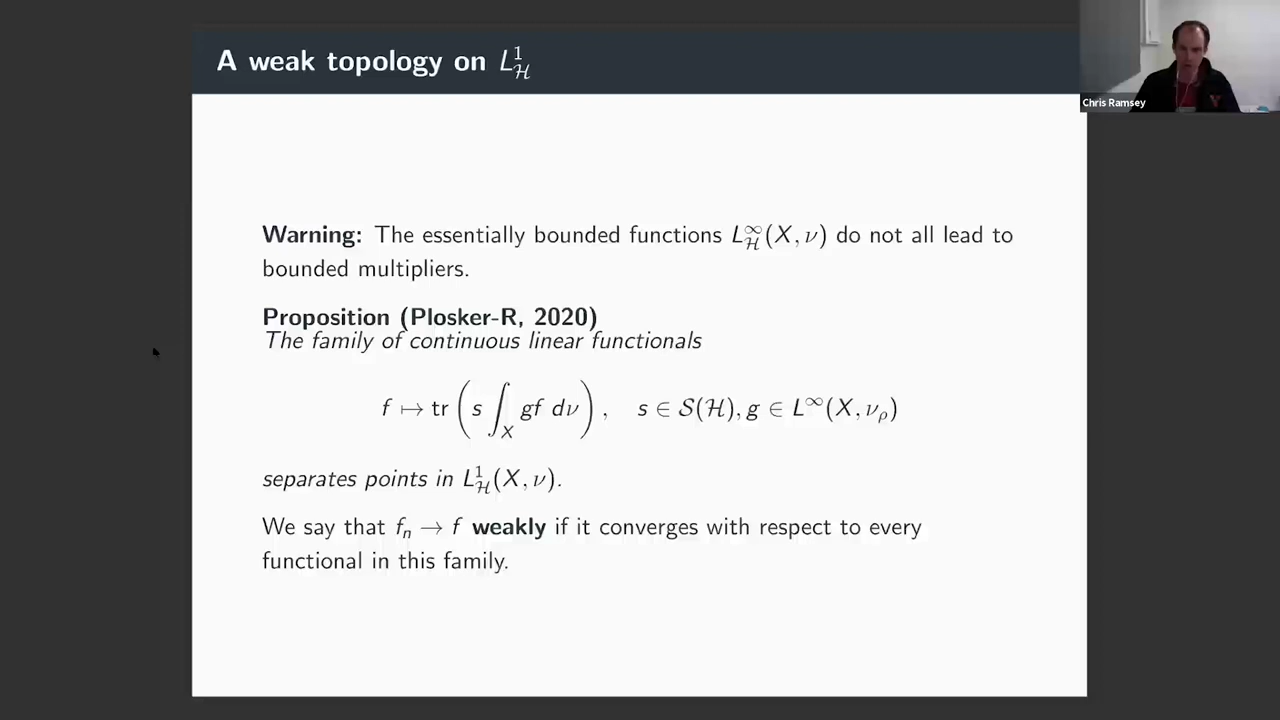 A weak topology on $L^1_{\mathcal{H}}$
Chris Ramsey
Warning: The essentially bounded functions $L^\infty_{\mathcal{H}}(X, \nu)$ do not all lead to
bounded multipliers.
Proposition (Plosker-R, 2020)
The family of continuous linear functionals
$f \mapsto \mathrm{tr}\left(s \int_X gf \, d\nu\right), \quad s \in \mathcal{S}(\mathcal{H}), g \in L^\infty(X, \nu_\rho)$
separates points in $L^1_{\mathcal{H}}(X, \nu)$.
We say that $f_n \to f$ weakly if it converges with respect to every
functional in this family.